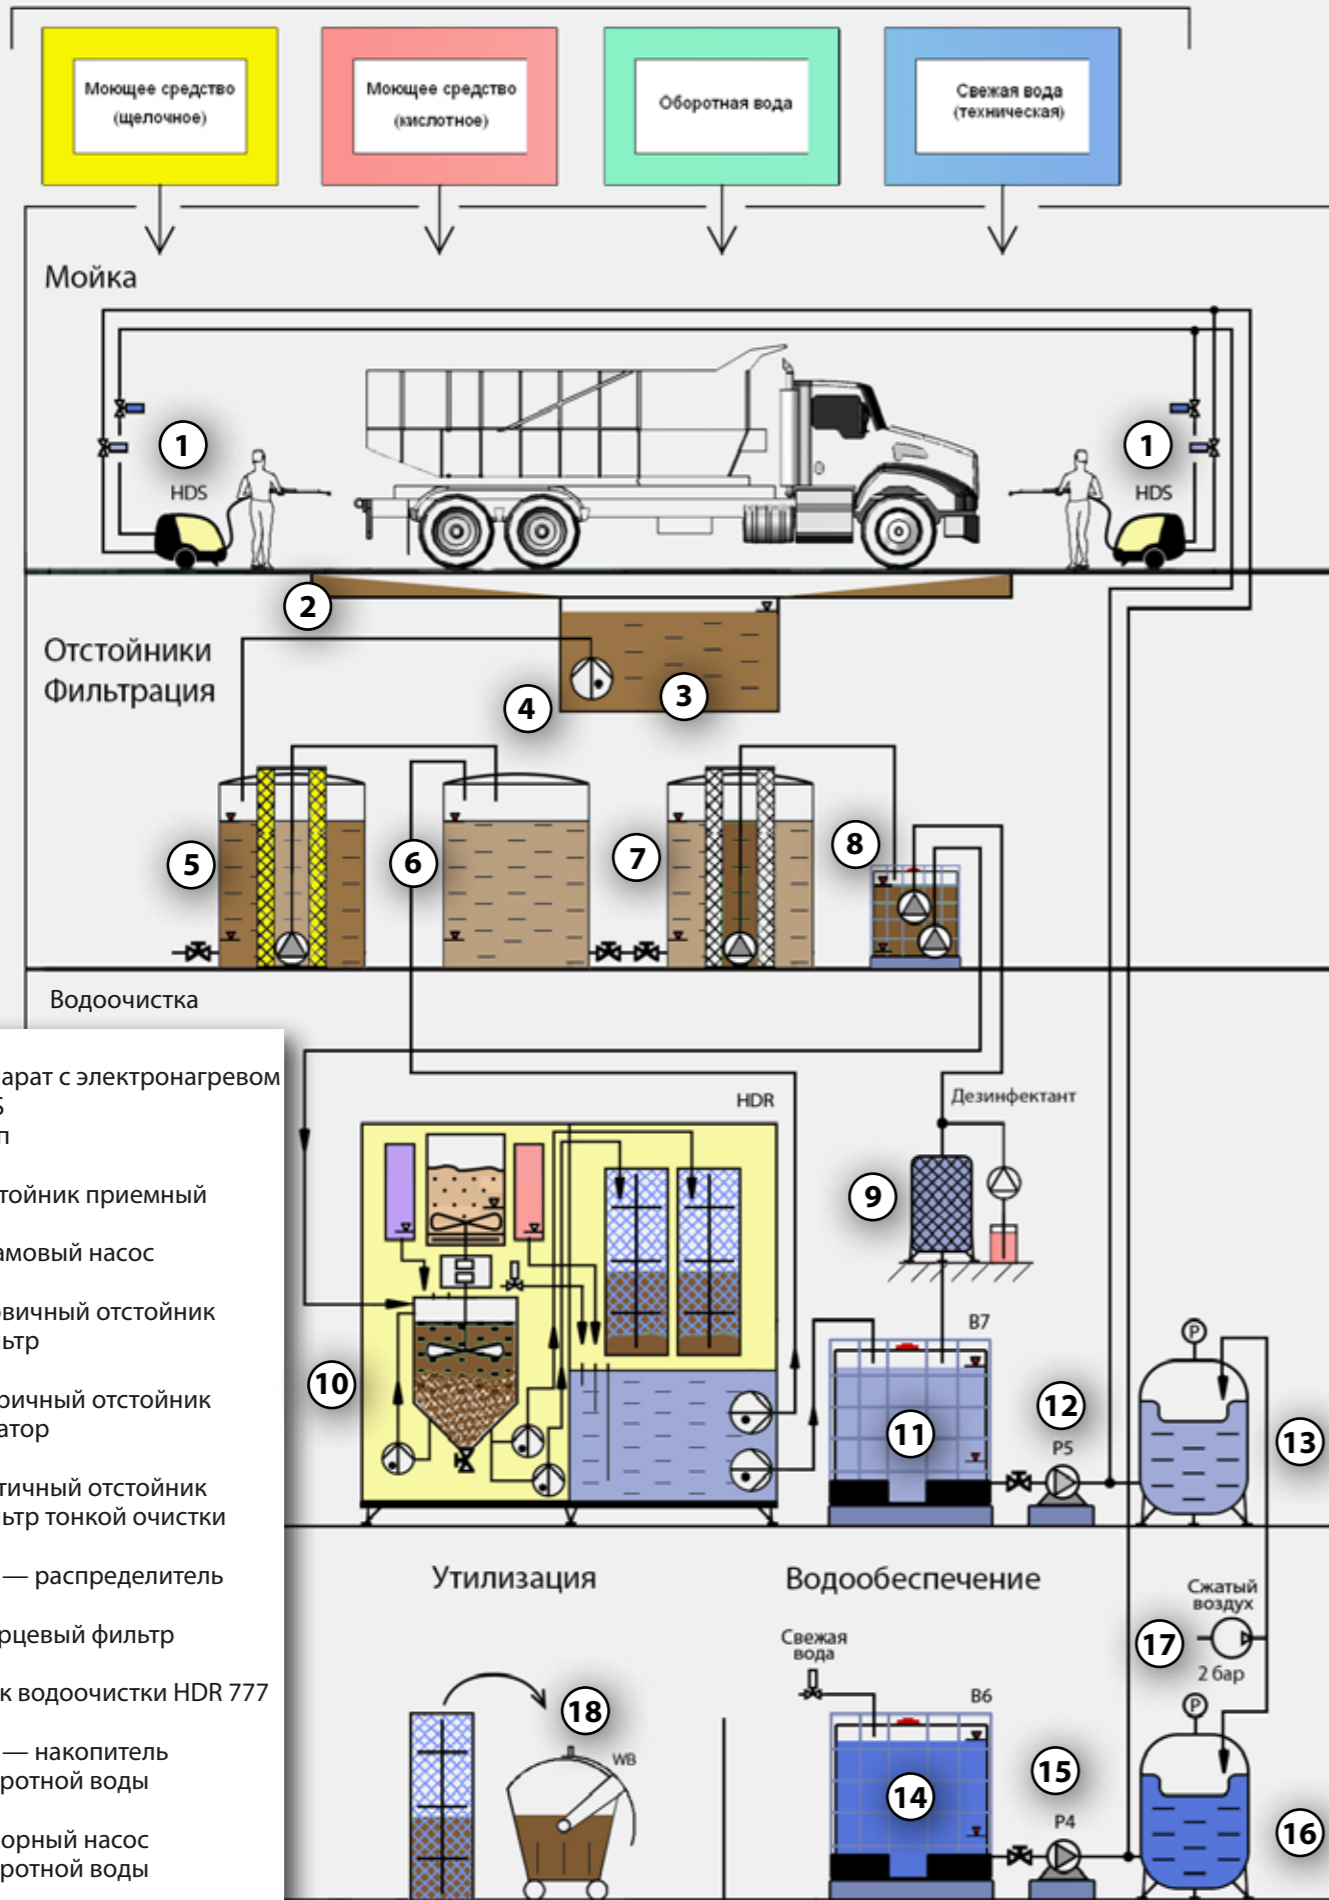 Моющее средство
(щелочное)
Моющее средство
(кислотное)
Оборотная вода
Свежая вода
(техническая)
Мойка
1
HDS
1
HDS
2
Отстойники
Фильтрация
3
4
5
6
7
8
Водоочистка
арат с электронагревом
S
п
тойник приемный
амовый насос
рвичный отстойник
ьтр
ричный отстойник
атор
тичный отстойник
ьтр тонкой очистки
— распределитель
рцевый фильтр
к водоочистки HDR 777
— накопитель
ротной воды
орный насос
ротной воды
HDR
Дезинфектант
9
10
B7
11
12
P5
P
13
Утилизация
Водообеспечение
Свежая
вода
Сжатый
воздух
17
2 бар
18
WB
B6
14
15
P4
P
16